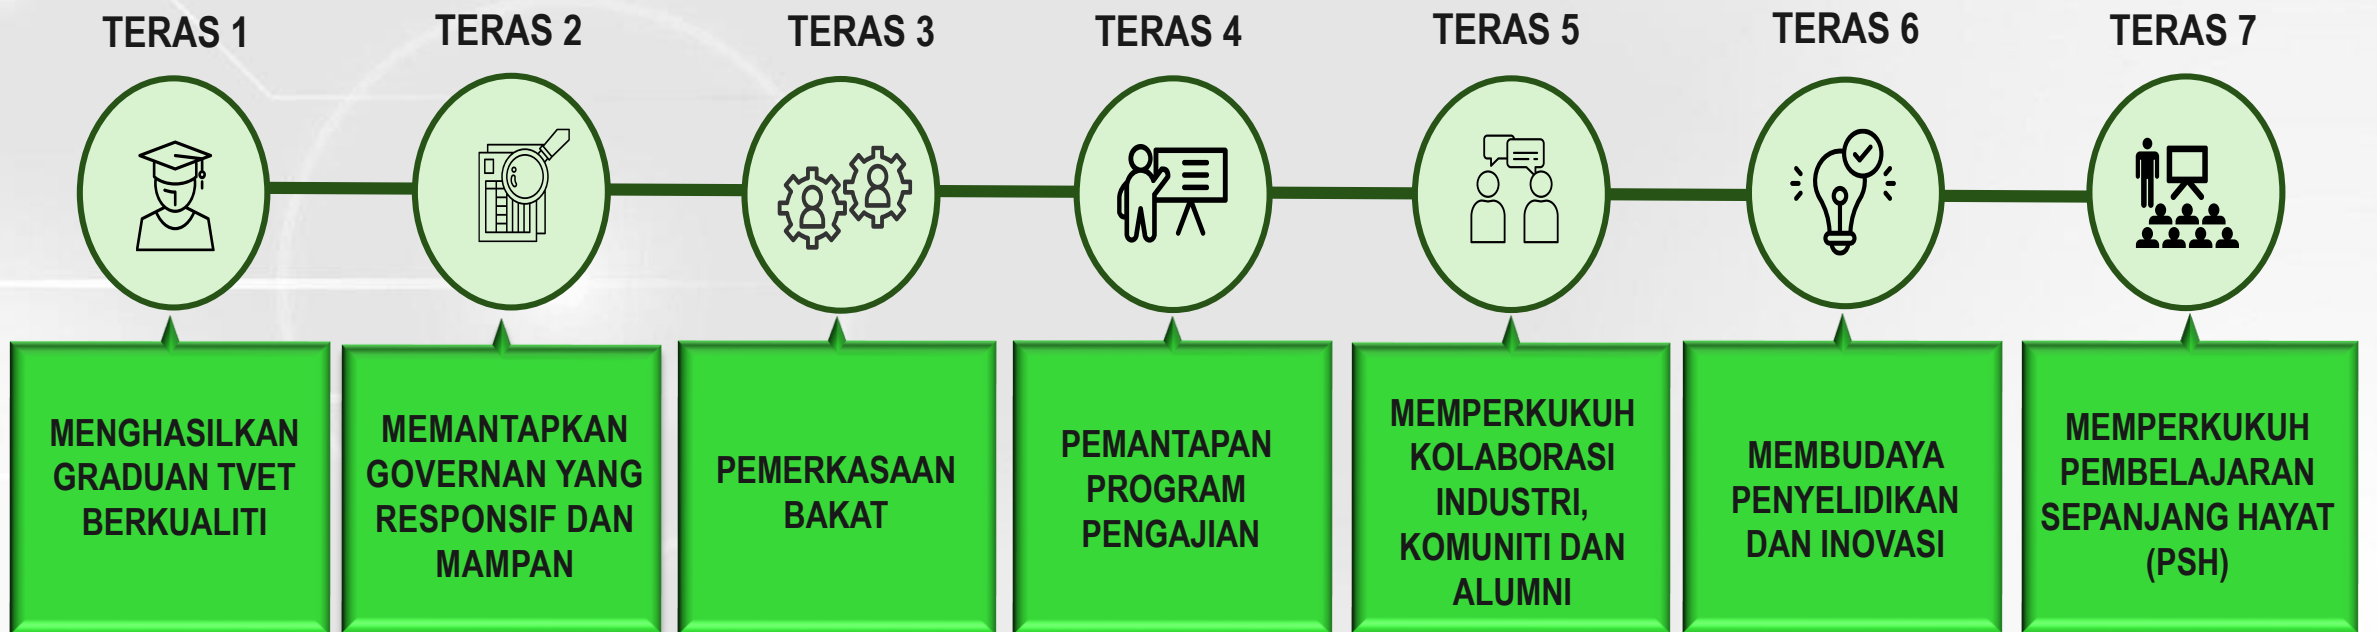 TERAS 1
MENGHASILKAN
GRADUAN TVET
BERKUALITI
TERAS 2
MEMANTAPKAN
GOVERNAN YANG
RESPONSIF DAN
MAMPAN
TERAS 3
PEMERKASAAN
BAKAT
TERAS 4
PEMANTAPAN
PROGRAM
PENGAJIAN
TERAS 5
MEMPERKUKUH
KOLABORASI
INDUSTRI,
KOMUNITI DAN
ALUMNI
TERAS 6
MEMBUDAYA
PENYELIDIKAN
DAN INOVASI
TERAS 7
MEMPERKUKUH
PEMBELAJARAN
SEPANJANG HAYAT
(PSH)